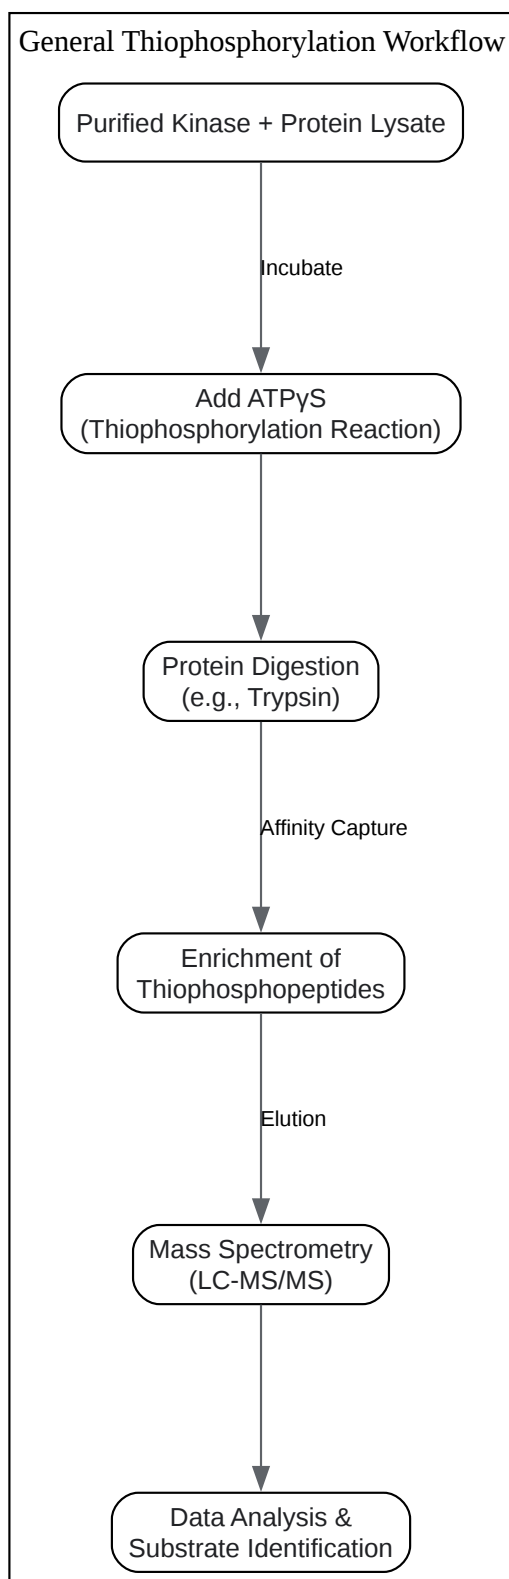 General Thiophosphorylation Workflow
Purified Kinase + Protein Lysate
Incubate
Add ATPγS
(Thiophosphorylation Reaction)
Protein Digestion
(e.g., Trypsin)
Affinity Capture
Enrichment of
Thiophosphopeptides
Elution
Mass Spectrometry
(LC-MS/MS)
Data Analysis &
Substrate Identification